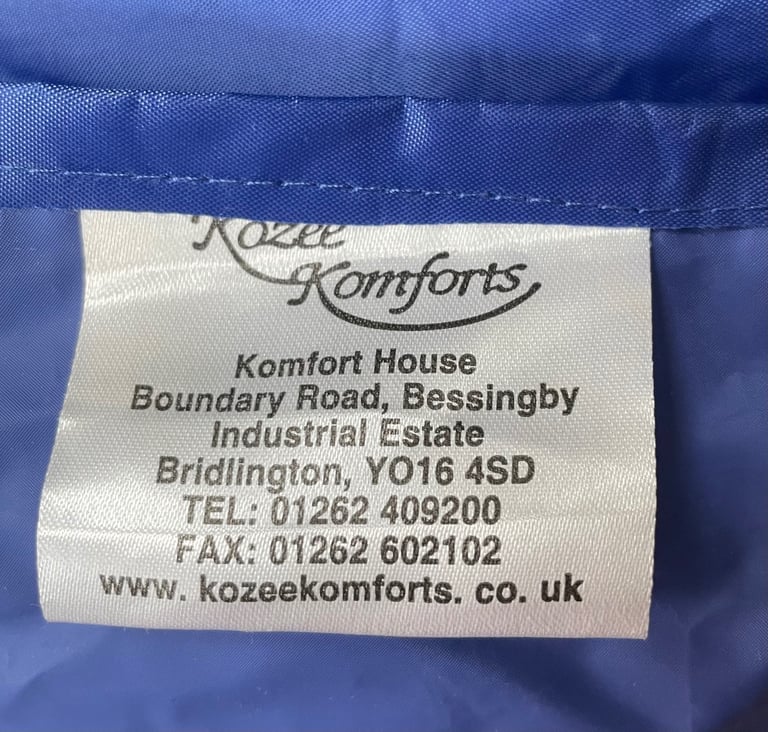 Kozee
Komforts
Komfort House
Boundary Road, Bessingby
Industrial Estate
Bridlington, YO16 4SD
TEL: 01262 409200
FAX: 01262 602102
www. kozeekomforts. co. uk